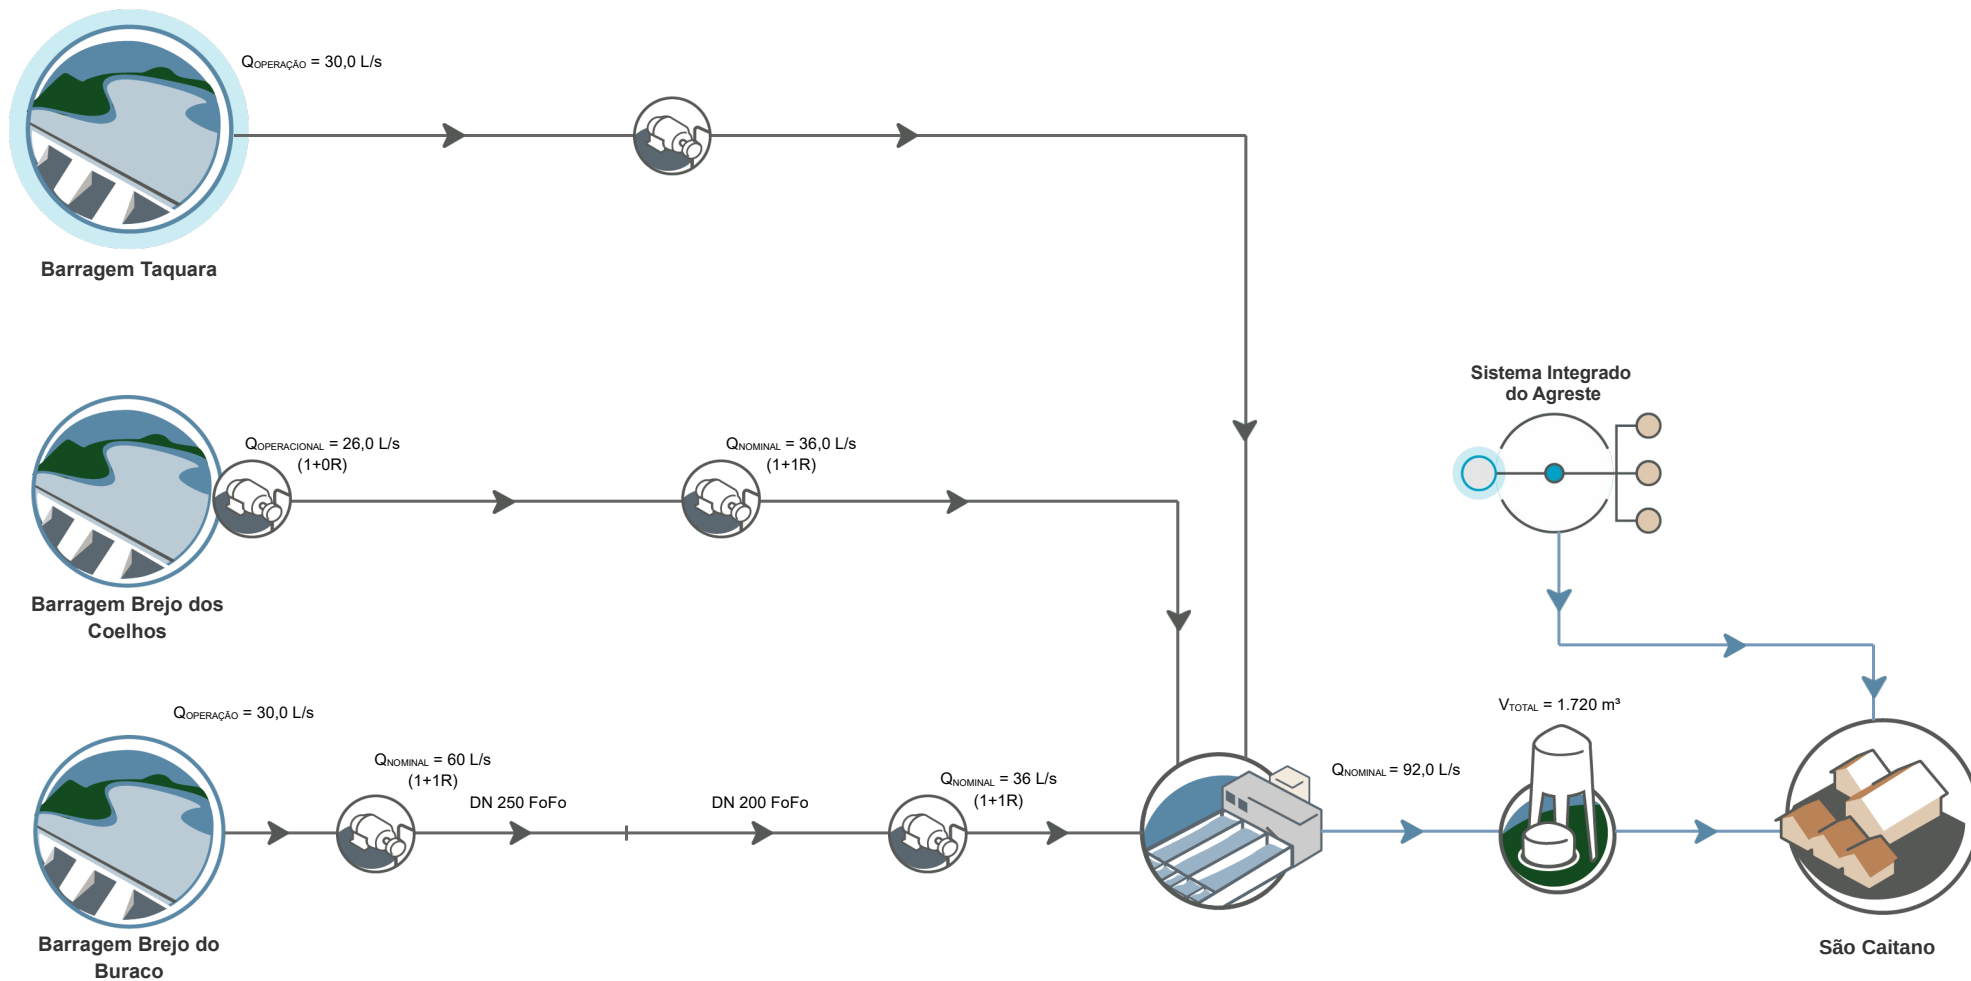 QOPERAÇÃO = 30,0 L/s
Barragem Taquara
Sistema Integrado
do Agreste
QOPERACIONAL = 26,0 L/s
(1+0R)
QNOMINAL = 36,0 L/s
(1+1R)
Barragem Brejo dos
Coelhos
QOPERAÇÃO = 30,0 L/s
VTOTAL = 1.720 m³
QNOMINAL = 60 L/s
(1+1R)
DN 250 FoFo
DN 200 FoFo
QNOMINAL = 36 L/s
(1+1R)
QNOMINAL = 92,0 L/s
Barragem Brejo do
Buraco
São Caitano